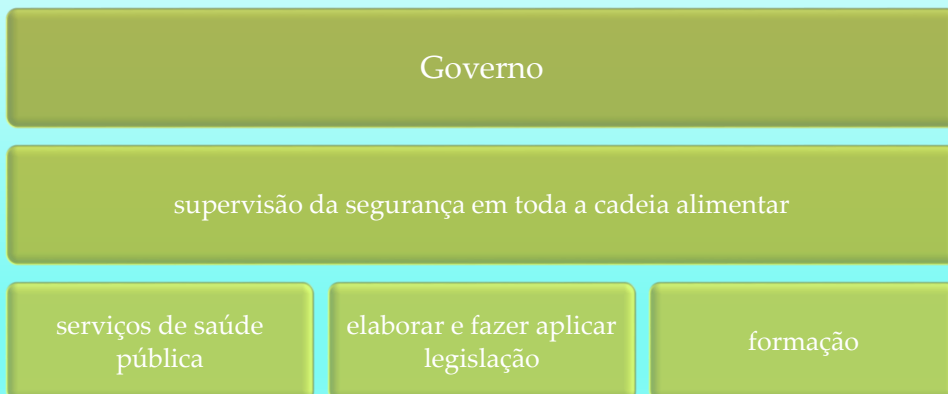 Governo
supervisão da segurança em toda a cadeia alimentar
serviços de saúde
pública
elaborar e fazer aplicar
legislação
formação